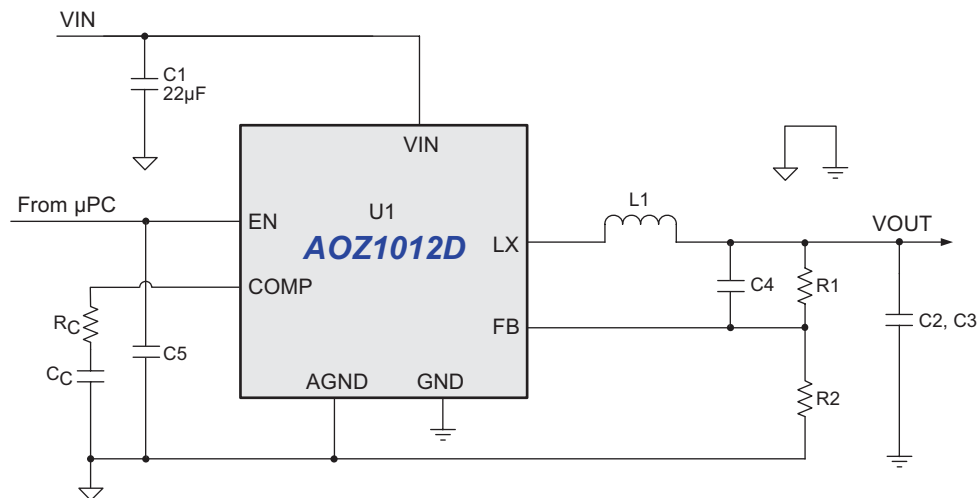 VIN
C1
22µF
VIN
From µPC
EN
U1
AOZ1012D
LX
L1
VOUT
COMP
RC
CC
C5
FB
C4
R1
C2, C3
AGND
GND
R2